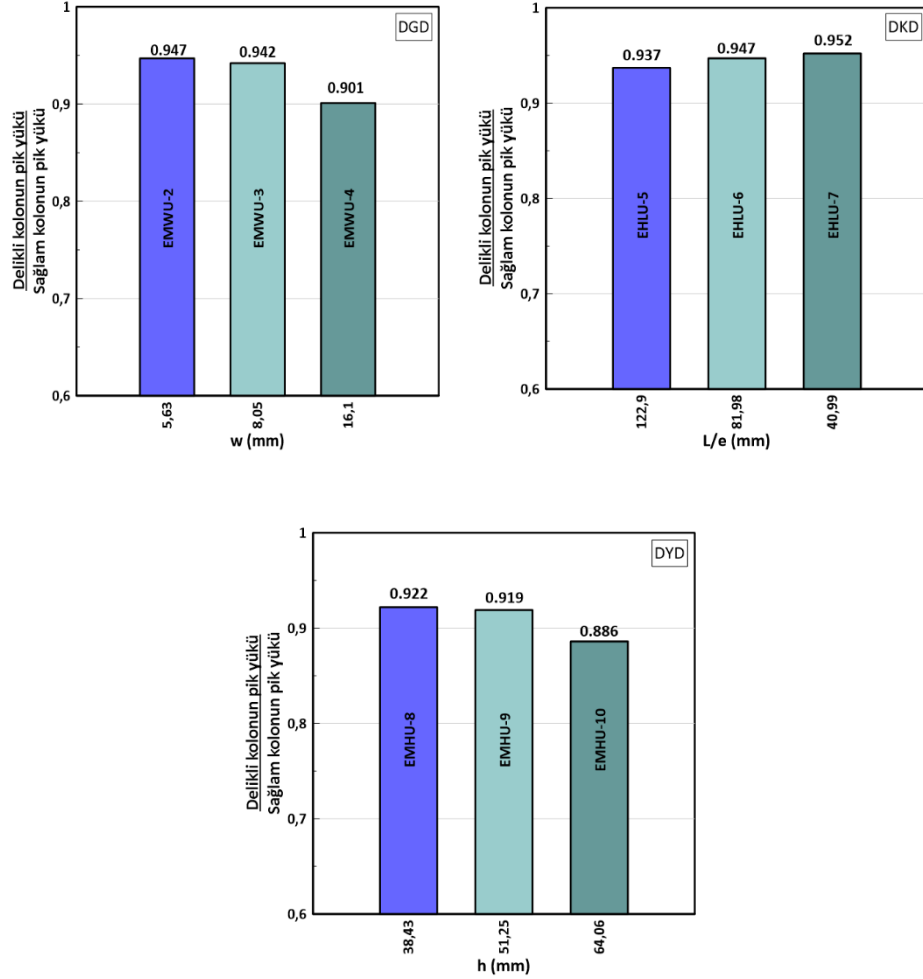 DGD
0.947
0.942
0.901
1
0,9
0,8
0,7
0,6
Delikli kolonun pik yükü
Sağlam kolonun pik yükü
EMWU-2
EMWU-3
EMWU-4
5,63
8,05
16,1
w (mm)
DKD
0.937
0.947
0.952
1
0,9
0,8
0,7
0,6
Delikli kolonun pik yükü
Sağlam kolonun pik yükü
EHLU-5
EHLU-6
EHLU-7
122,9
81,98
40,99
L/e (mm)
DYD
0.922
0.919
0.886
1
0,9
0,8
0,7
0,6
Delikli kolonun pik yükü
Sağlam kolonun pik yükü
EMHU-8
EMHU-9
EMHU-10
38,43
51,25
64,06
h (mm)